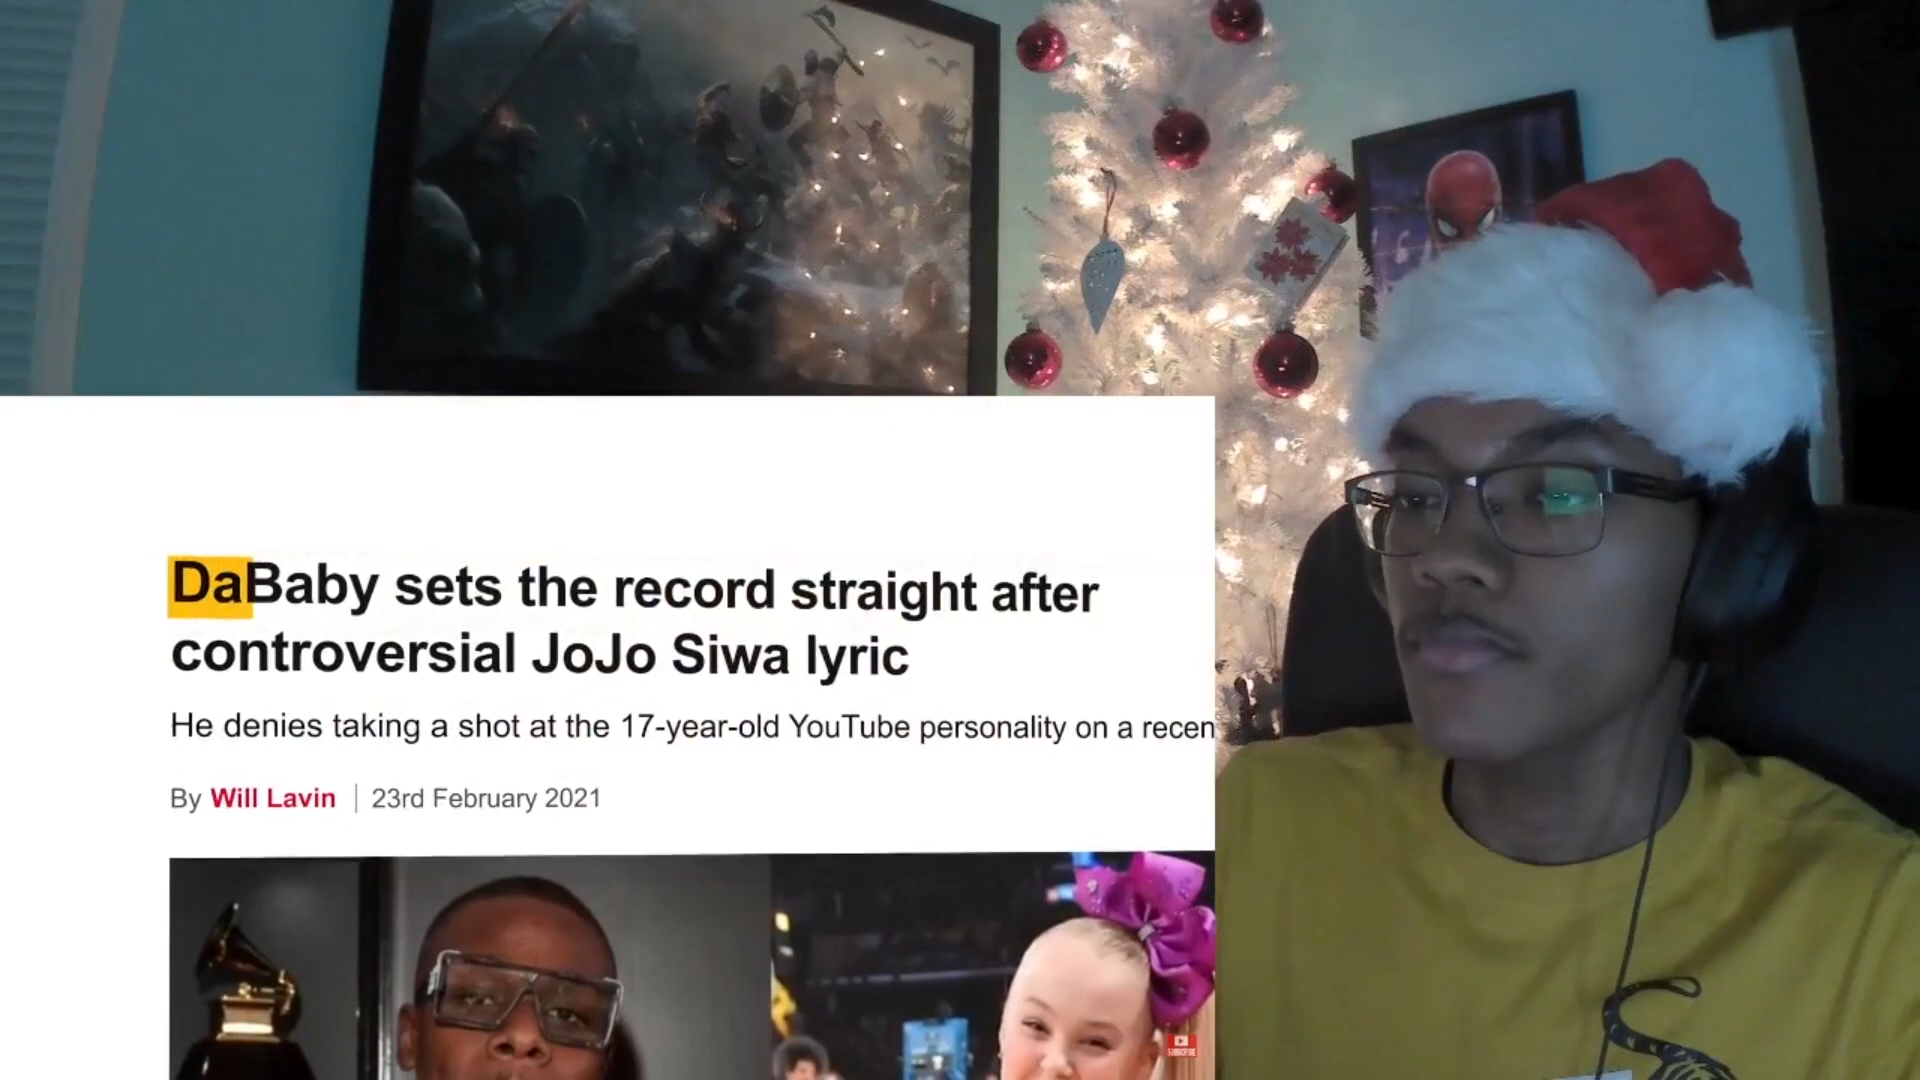 DaBaby sets the record straight after
controversial JoJo Siwa lyric
He denies taking a shot at the 17-year-old YouTube personality on a recen
By Will Lavin | 23rd February 2021
SUBSCRIBE